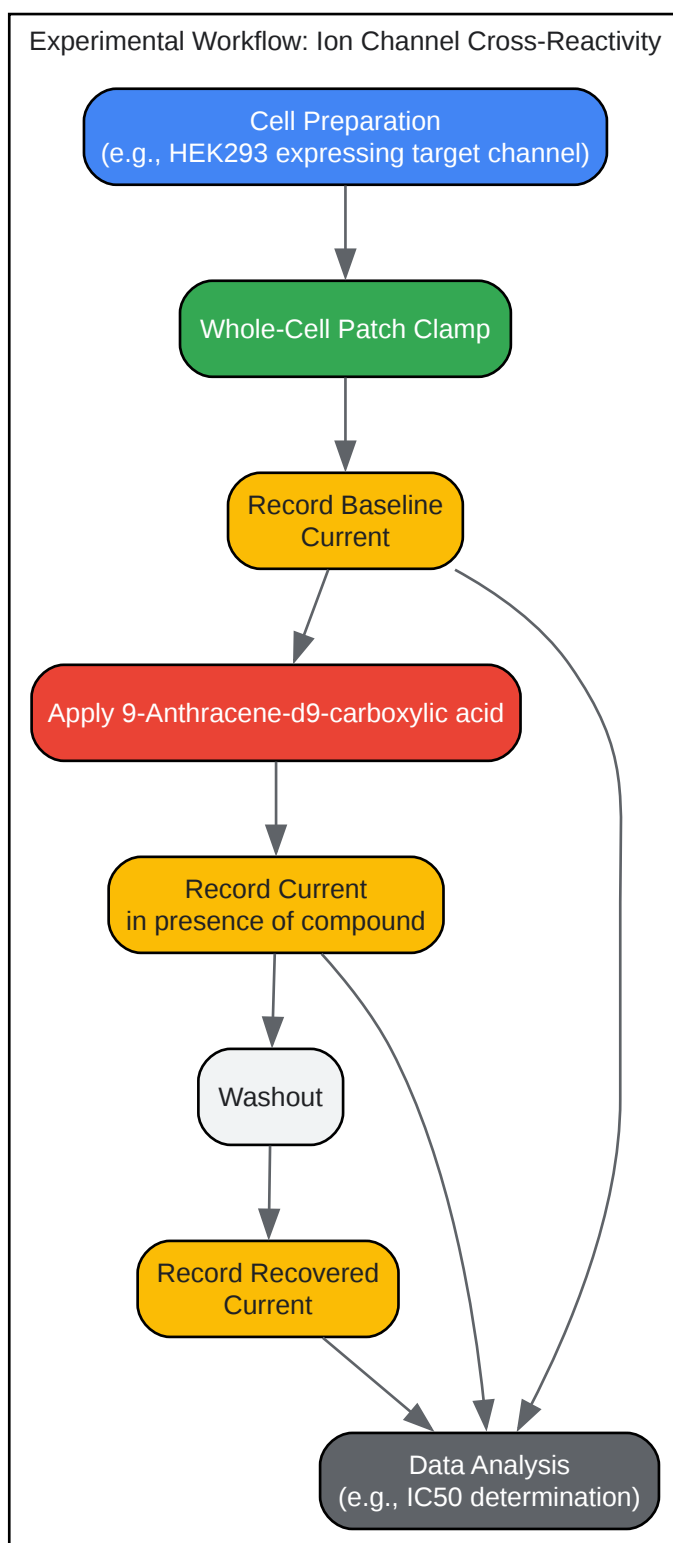 Experimental Workflow: Ion Channel Cross-Reactivity
Cell Preparation
(e.g., HEK293 expressing target channel)
Whole-Cell Patch Clamp
Record Baseline
Current
Apply 9-Anthracene-d9-carboxylic acid
Record Current
in presence of compound
Washout
Record Recovered
Current
Data Analysis
(e.g., IC50 determination)